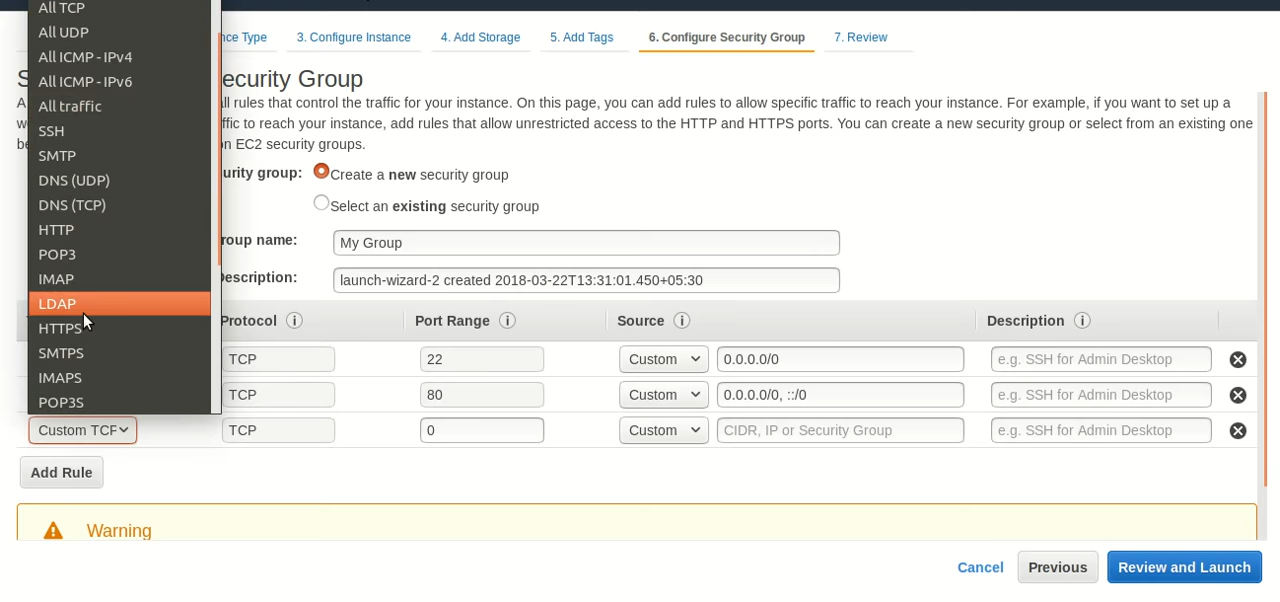 nce Type 3. Configure Instance 4. Add Storage 5. Add Tags 6. Configure Security Group 7. Review
All TCP
All UDP
All ICMP - IPv4
All ICMP - IPv6
All traffic
SSH
SMTP
DNS (UDP)
DNS (TCP)
HTTP
POP3
IMAP
LDAP
HTTPS
SMTPS
IMAPS
POP3S
ecurity Group
all rules that control the traffic for your instance. On this page, you can add rules to allow specific traffic to reach your instance. For example, if you want to set up a
ffic to reach your instance, add rules that allow unrestricted access to the HTTP and HTTPS ports. You can create a new security group or select from an existing one
on EC2 security groups.
urity group: Create a new security group
Select an existing security group
roup name: My Group
Description: launch-wizard-2 created 2018-03-22T13:31:01.450+05:30
Protocol i Port Range i Source i Description i
TCP 22 Custom 0.0.0.0/0 e.g. SSH for Admin Desktop
TCP 80 Custom 0.0.0.0/0, ::/0 e.g. SSH for Admin Desktop
Custom TCP TCP 0 Custom CIDR, IP or Security Group e.g. SSH for Admin Desktop
Add Rule
Warning
Cancel Previous Review and Launch